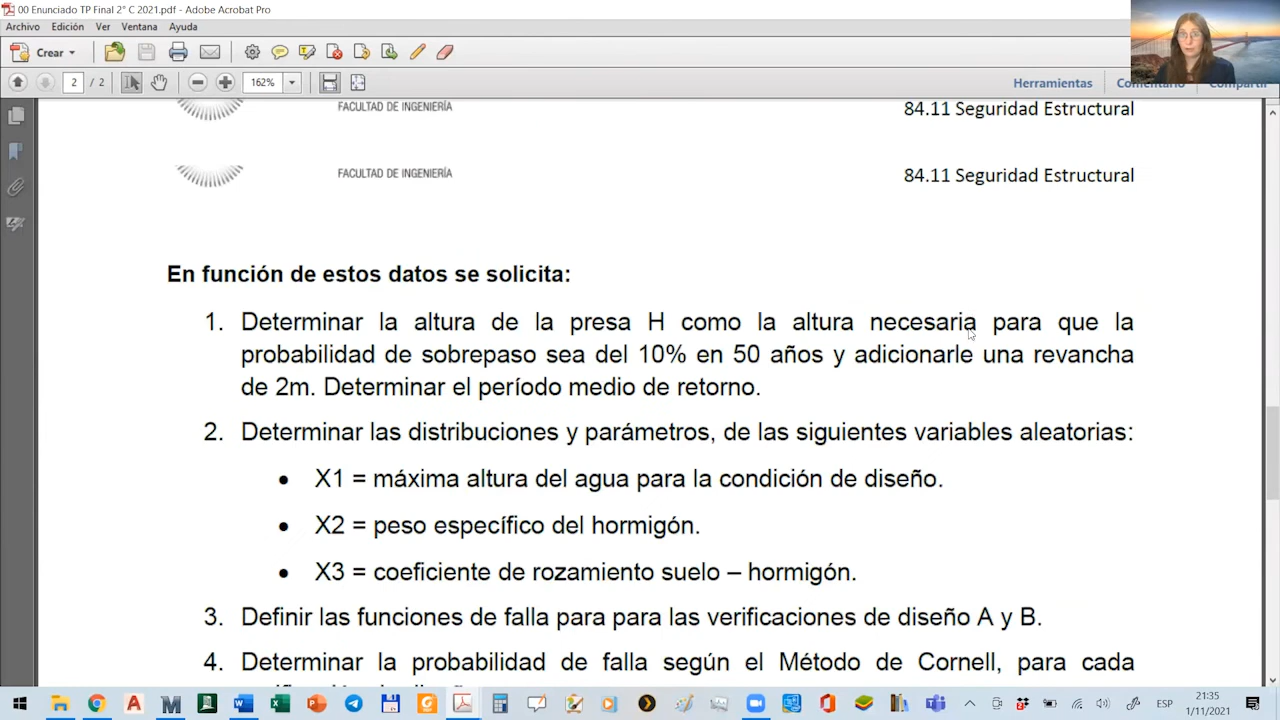 00 Enunciado TP Final 2° C 2021.pdf - Adobe Acrobat Pro
Archivo Edición Ver Ventana Ayuda
Crear
2 / 2 162% Herramientas Comentario Compartir
FACULTAD DE INGENIERÍA 84.11 Seguridad Estructural
FACULTAD DE INGENIERÍA 84.11 Seguridad Estructural
En función de estos datos se solicita:
1. Determinar la altura de la presa H como la altura necesaria para que la
probabilidad de sobrepaso sea del 10% en 50 años y adicionarle una revancha
de 2m. Determinar el período medio de retorno.
2. Determinar las distribuciones y parámetros, de las siguientes variables aleatorias:
• X1 = máxima altura del agua para la condición de diseño.
• X2 = peso específico del hormigón.
• X3 = coeficiente de rozamiento suelo – hormigón.
3. Definir las funciones de falla para para las verificaciones de diseño A y B.
4. Determinar la probabilidad de falla según el Método de Cornell, para cada
ESP 21:35
1/11/2021